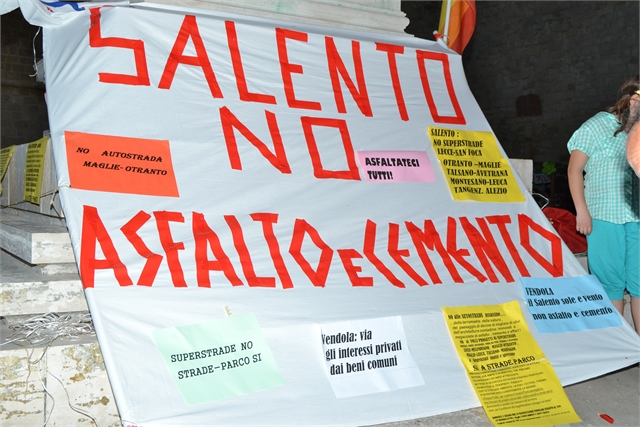 SALENTO
NO
ASFALTO E CEMENTO
NO AUTOSTRADA
MAGLIE-OTRANTO
ASFALTATECI
TUTTI!
SALENTO :
NO SUPERSTRADE
LECCE-SAN FOCA
OTRANTO -MAGLIE
TALSANO-AVETRANA
MONTESANO-LEUCA
TANGENZ. ALEZIO
SUPERSTRADE NO
STRADE-PARCO SI
Vendola: via
gli interessi privati
dai beni comuni
VENDOLA
il Salento sole e vento
non asfalto e cemento
STRADE-PARCO